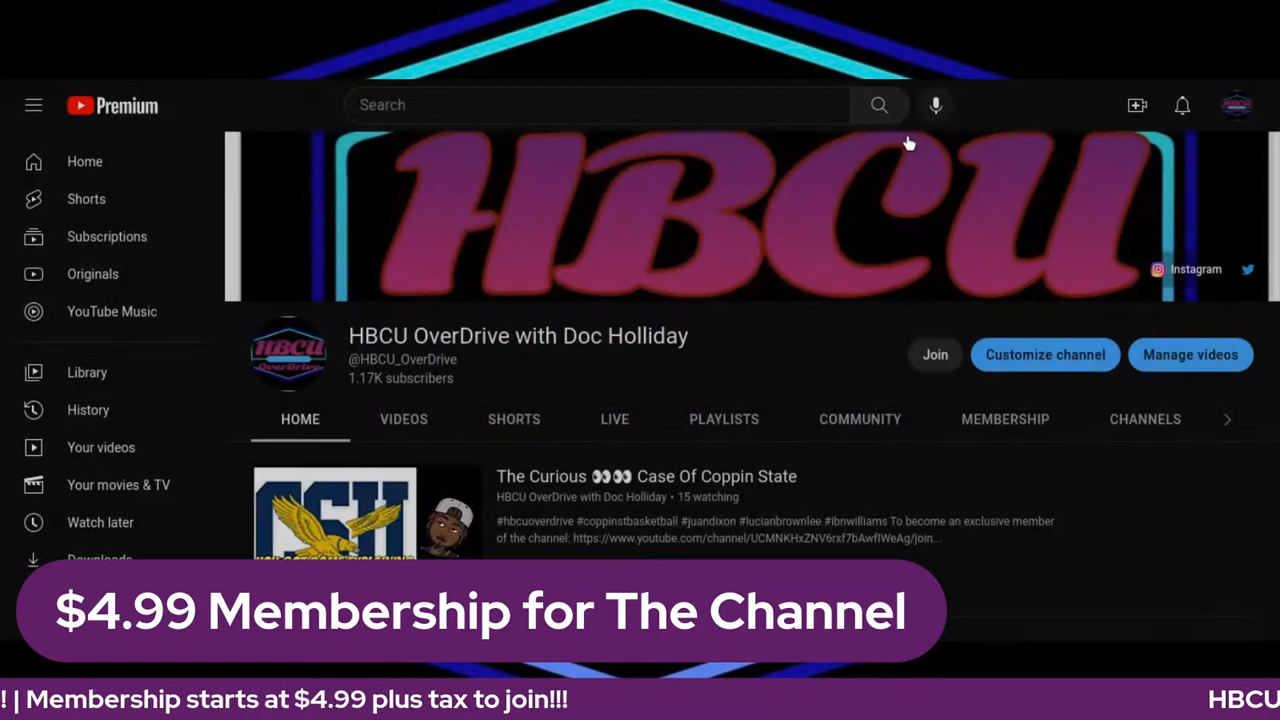 Premium
Search
HBCU
Home
Shorts
Subscriptions
Originals
YouTube Music
Library
History
Your videos
Your movies & TV
Watch later
Downloads
Instagram
HBCU
OverDrive
HBCU OverDrive with Doc Holliday
@HBCU_OverDrive
1.17K subscribers
Join
Customize channel
Manage videos
HOME
VIDEOS
SHORTS
LIVE
PLAYLISTS
COMMUNITY
MEMBERSHIP
CHANNELS
CSU
The Curious 👀👀 Case Of Coppin State
HBCU OverDrive with Doc Holliday • 15 watching
#hbcuoverdrive #coppinstbasketball #juandixon #lucianbrownlee #ibnwilliams To become an exclusive member
of the channel: https://www.youtube.com/channel/UCMNKHxZNV6rxf7bAwfIWeAg/join...
$4.99 Membership for The Channel
! | Membership starts at $4.99 plus tax to join!!!
HBCU